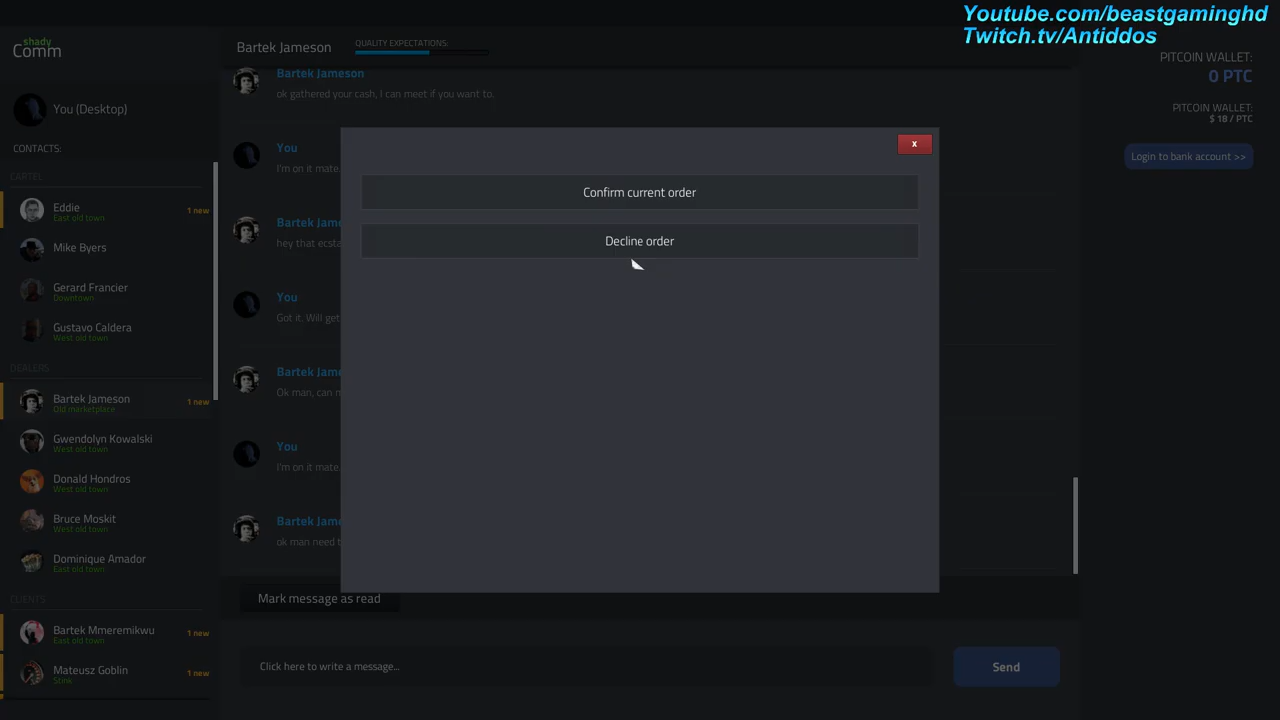 Youtube.com/beastgaminghd
Twitch.tv/Antiddos
shady
Comm
Bartek Jameson
QUALITY EXPECTATIONS:
PITCOIN WALLET:
0 PTC
PITCOIN WALLET:
$ 18 / PTC
Login to bank account >>
You (Desktop)
CONTACTS:
CARTEL
Eddie
East old town
1 new
Mike Byers
Gerard Francier
Downtown
Gustavo Caldera
West old town
DEALERS
Bartek Jameson
Old marketplace
1 new
Gwendolyn Kowalski
West old town
Donald Hondros
West old town
Bruce Moskit
West old town
Dominique Amador
East old town
CLIENTS
Bartek Mmeremikwu
East old town
1 new
Mateusz Goblin
Stink
1 new
Bartek Jameson
ok gathered your cash, I can meet if you want to.
You
I'm on it mate
Bartek Jame
hey that ecsta
You
Got it, Will get
Bartek Jame
Ok man, can m
You
I'm on it mate
Bartek Jame
ok man need t
x
Confirm current order
Decline order
Mark message as read
Click here to write a message...
Send